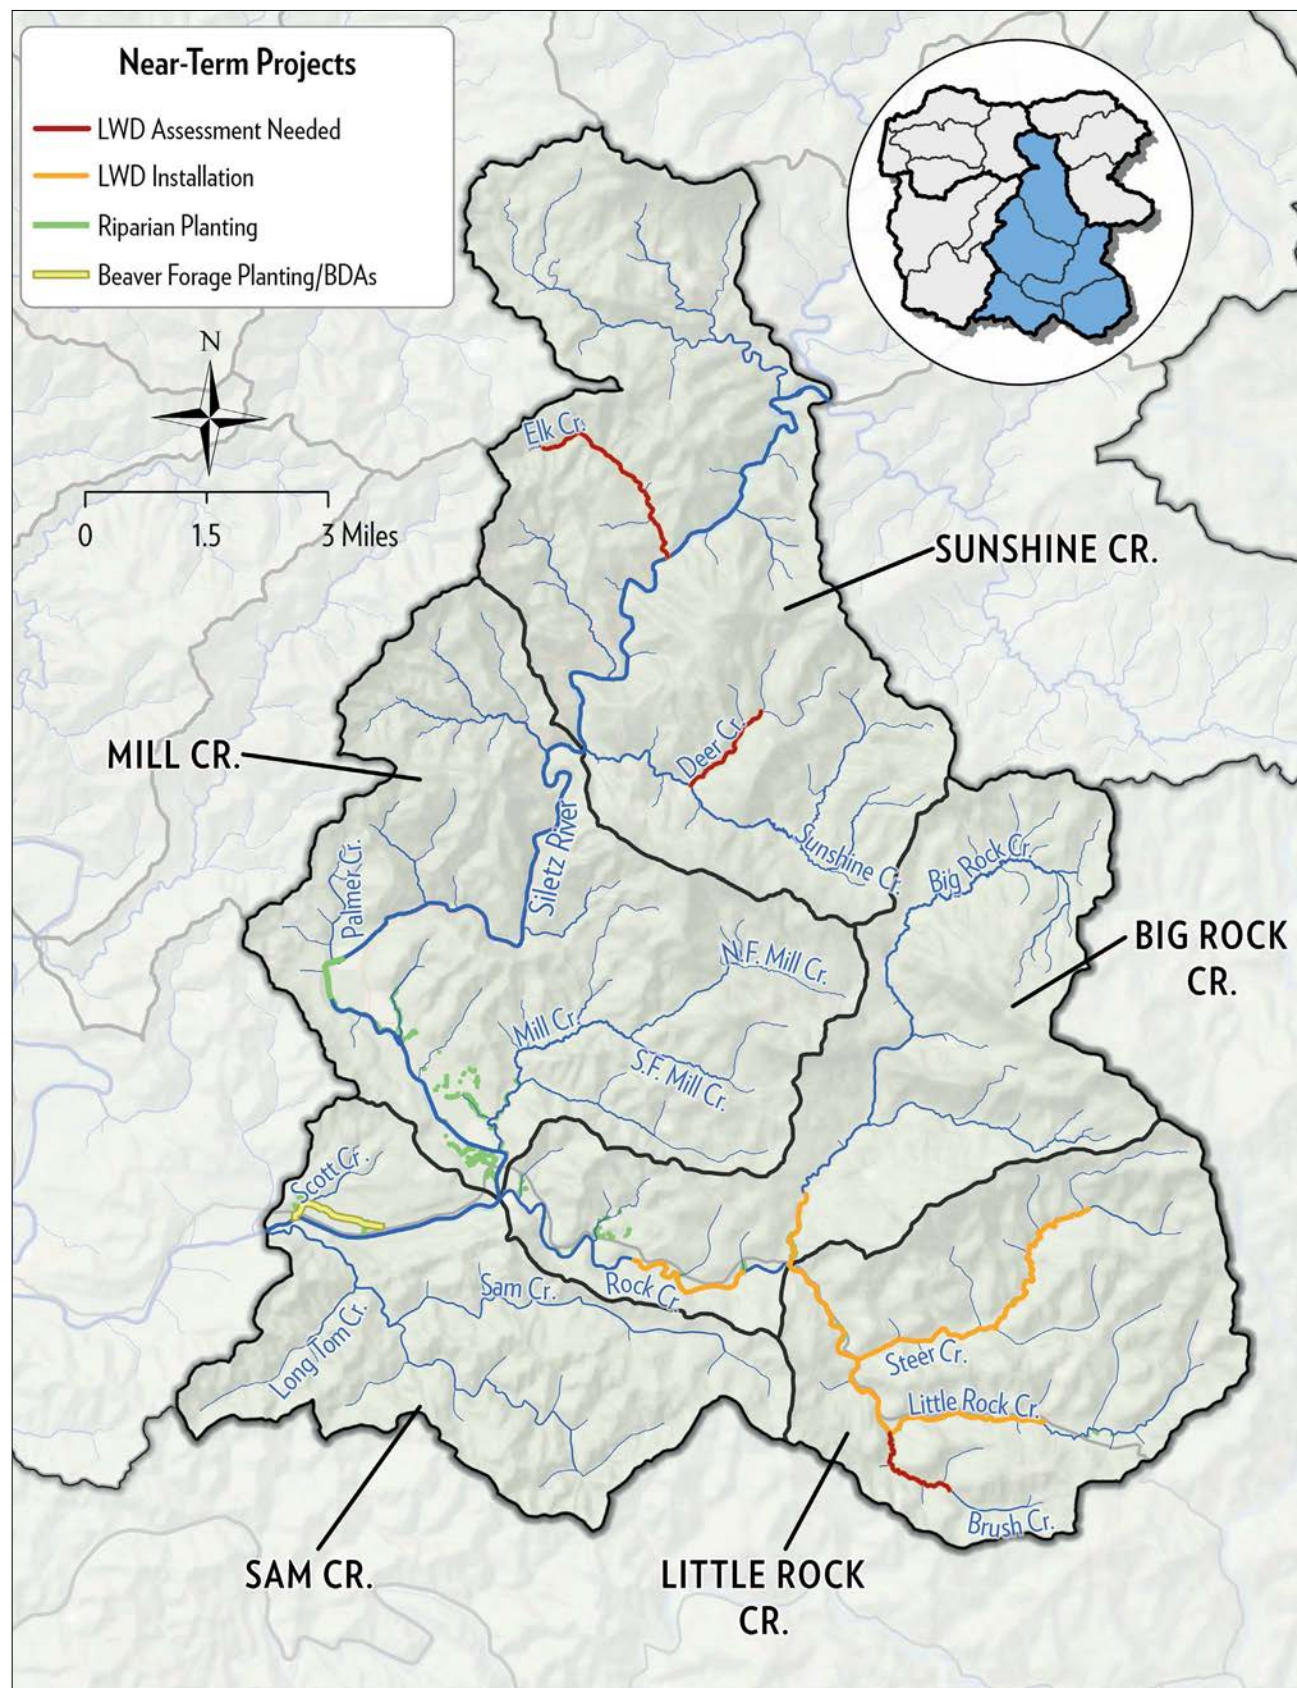 Near-Term Projects
LWD Assessment Needed
LWD Installation
Riparian Planting
Beaver Forage Planting/BDAs
N
0 1.5 3 Miles
Elk Cr.
SUNSHINE CR.
Deer Cr.
MILL CR.
Siletz River
Sunshine Cr.
Big Rock Cr.
Palmer Cr.
BIG ROCK
CR.
N.F. Mill Cr.
Mill Cr.
S.F. Mill Cr.
Scott Cr.
Sam Cr.
Rock Cr.
Long Tom Cr.
Steer Cr.
Little Rock Cr.
Brush Cr.
SAM CR.
LITTLE ROCK
CR.